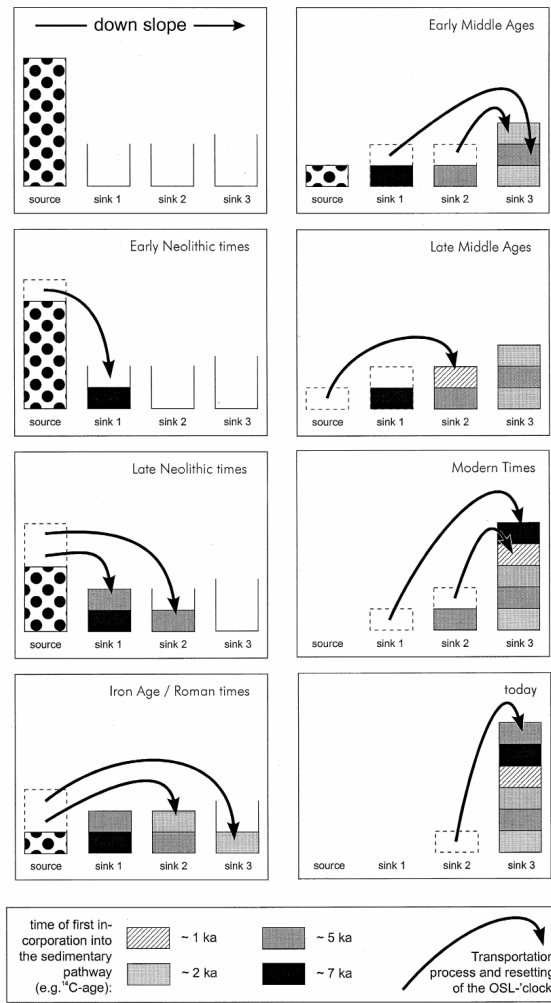 down slope
source sink 1 sink 2 sink 3
Early Neolithic times
source sink 1 sink 2 sink 3
Late Neolithic times
source sink 1 sink 2 sink 3
Iron Age / Roman times
source sink 1 sink 2 sink 3
Early Middle Ages
source sink 1 sink 2 sink 3
Late Middle Ages
source sink 1 sink 2 sink 3
Modern Times
source sink 1 sink 2 sink 3
today
source sink 1 sink 2 sink 3
time of first in-
corporation into
the sedimentary
pathway
(e.g.¹⁴C-age):
~ 1 ka
~ 2 ka
~ 5 ka
~ 7 ka
Transportation
process and resetting
of the OSL-'clock